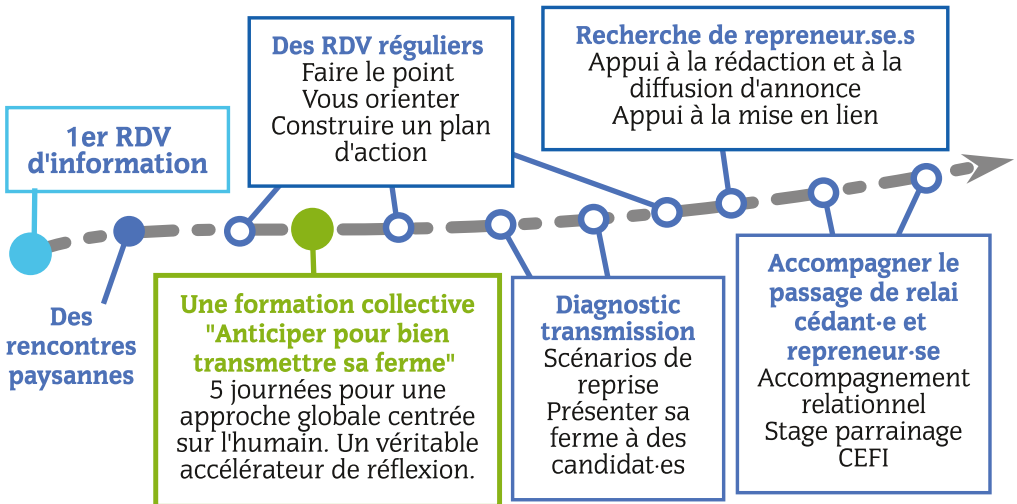 1er RDV
d'information
Des
rencontres
paysannes
Des RDV réguliers
Faire le point
Vous orienter
Construire un plan
d'action
Une formation collective
"Anticiper pour bien
transmettre sa ferme"
5 journées pour une
approche globale centrée
sur l'humain. Un véritable
accélérateur de réflexion.
Diagnostic
transmission
Scénarios de
reprise
Présenter sa
ferme à des
candidat·es
Recherche de repreneur.se.s
Appui à la rédaction et à la
diffusion d'annonce
Appui à la mise en lien
Accompagner le
passage de relai
cédant·e et
repreneur·se
Accompagnement
relationnel
Stage parrainage
CEFI